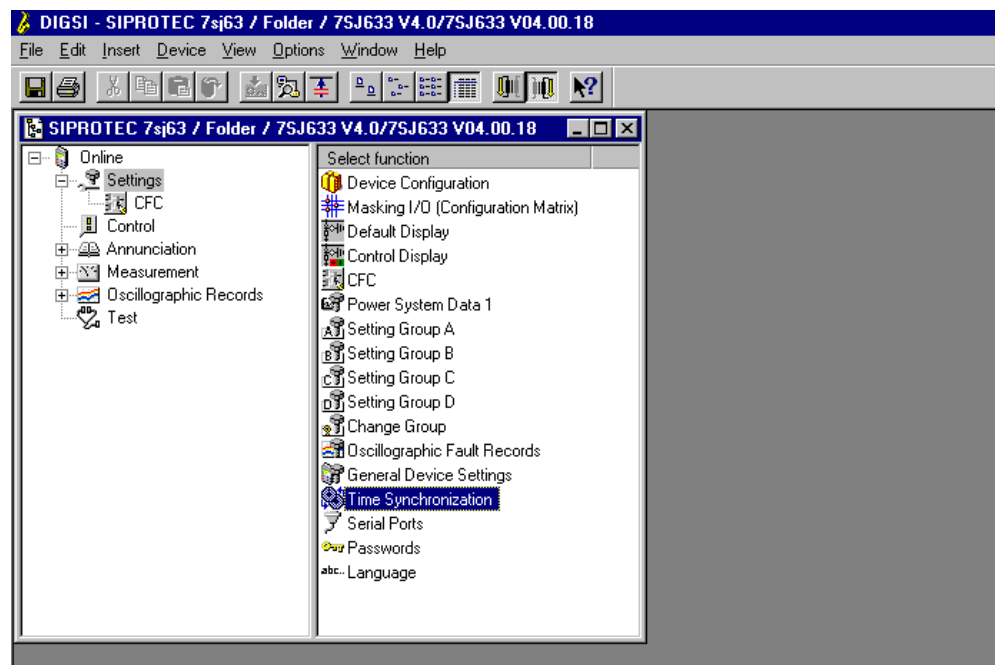 DIGSI - SIPROTEC 7sj63 / Folder / 7SJ633 V4.0/7SJ633 V04.00.18
File Edit Insert Device View Options Window Help
SIPROTEC 7sj63 / Folder / 7SJ633 V4.0/7SJ633 V04.00.18
Online
Settings
CFC
Control
Annunciation
Measurement
Oscillographic Records
Test
Select function
Device Configuration
Masking I/O (Configuration Matrix)
Default Display
Control Display
CFC
Power System Data 1
A Setting Group A
B Setting Group B
C Setting Group C
D Setting Group D
Change Group
Oscillographic Fault Records
General Device Settings
Time Synchronization
Serial Ports
Passwords
abc.. Language